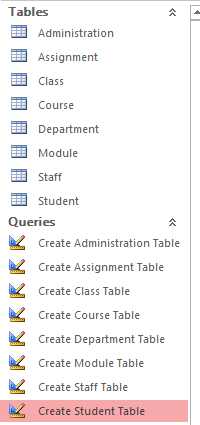 Tables
Administration
Assignment
Class
Course
Department
Module
Staff
Student
Queries
Create Administration Table
Create Assignment Table
Create Class Table
Create Course Table
Create Department Table
Create Module Table
Create Staff Table
Create Student Table